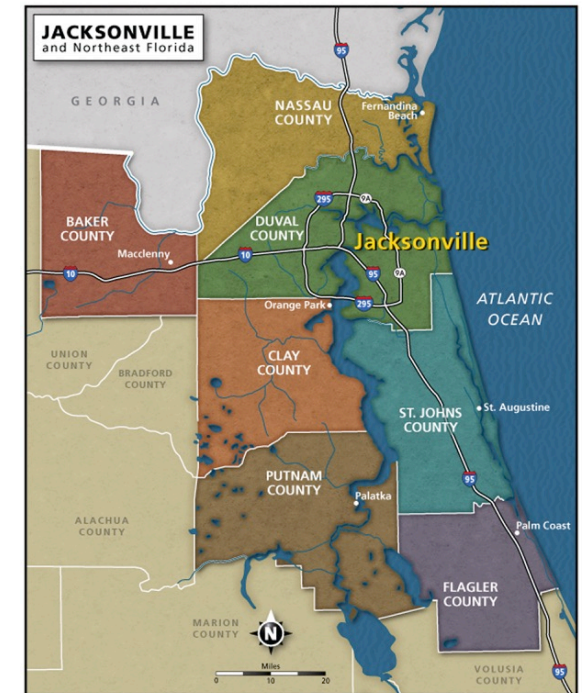 JACKSONVILLE
and Northeast Florida
95
GEORGIA
NASSAU
COUNTY
Fernandina
Beach
295
9A
BAKER
COUNTY
DUVAL
COUNTY
Jacksonville
Macclenny
10
10
95
9A
Orange Park
295
ATLANTIC
OCEAN
UNION
COUNTY
BRADFORD
COUNTY
CLAY
COUNTY
ST. JOHNS
COUNTY
St. Augustine
PUTNAM
COUNTY
95
Palatka
ALACHUA
COUNTY
Palm Coast
FLAGLER
COUNTY
MARION
COUNTY
N
Miles
0
10
20
VOLUSIA
COUNTY
95